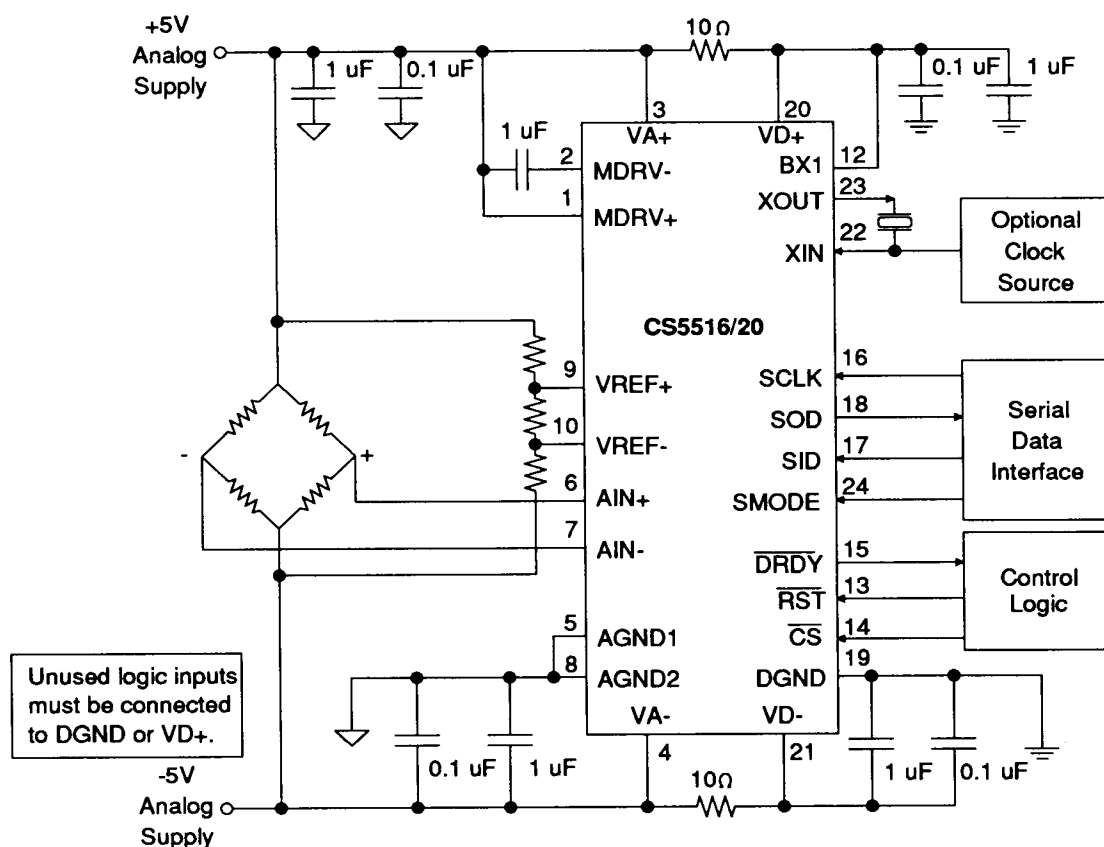 +5V
Analog
Supply
1 uF
0.1 uF
10Ω
0.1 uF
1 uF
3
20
1 uF
VA+
VD+
2
MDRV-
1
MDRV+
BX1
12
XOUT
23
XIN
22
Optional
Clock
Source
CS5516/20
9
VREF+
10
VREF-
-
+
6
AIN+
7
AIN-
SCLK
16
SOD
18
SID
17
SMODE
24
Serial
Data
Interface
DRDY
15
RST
13
CS
14
Control
Logic
5
AGND1
8
AGND2
DGND
19
VA-
VD-
4
21
Unused logic inputs
must be connected
to DGND or VD+.
0.1 uF
1 uF
10Ω
1 uF
0.1 uF
-5V
Analog
Supply